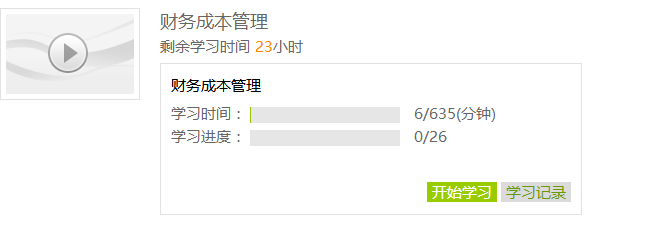 财务成本管理
剩余学习时间 23小时
财务成本管理
学习时间： 6/635(分钟)
学习进度： 0/26
开始学习 学习记录